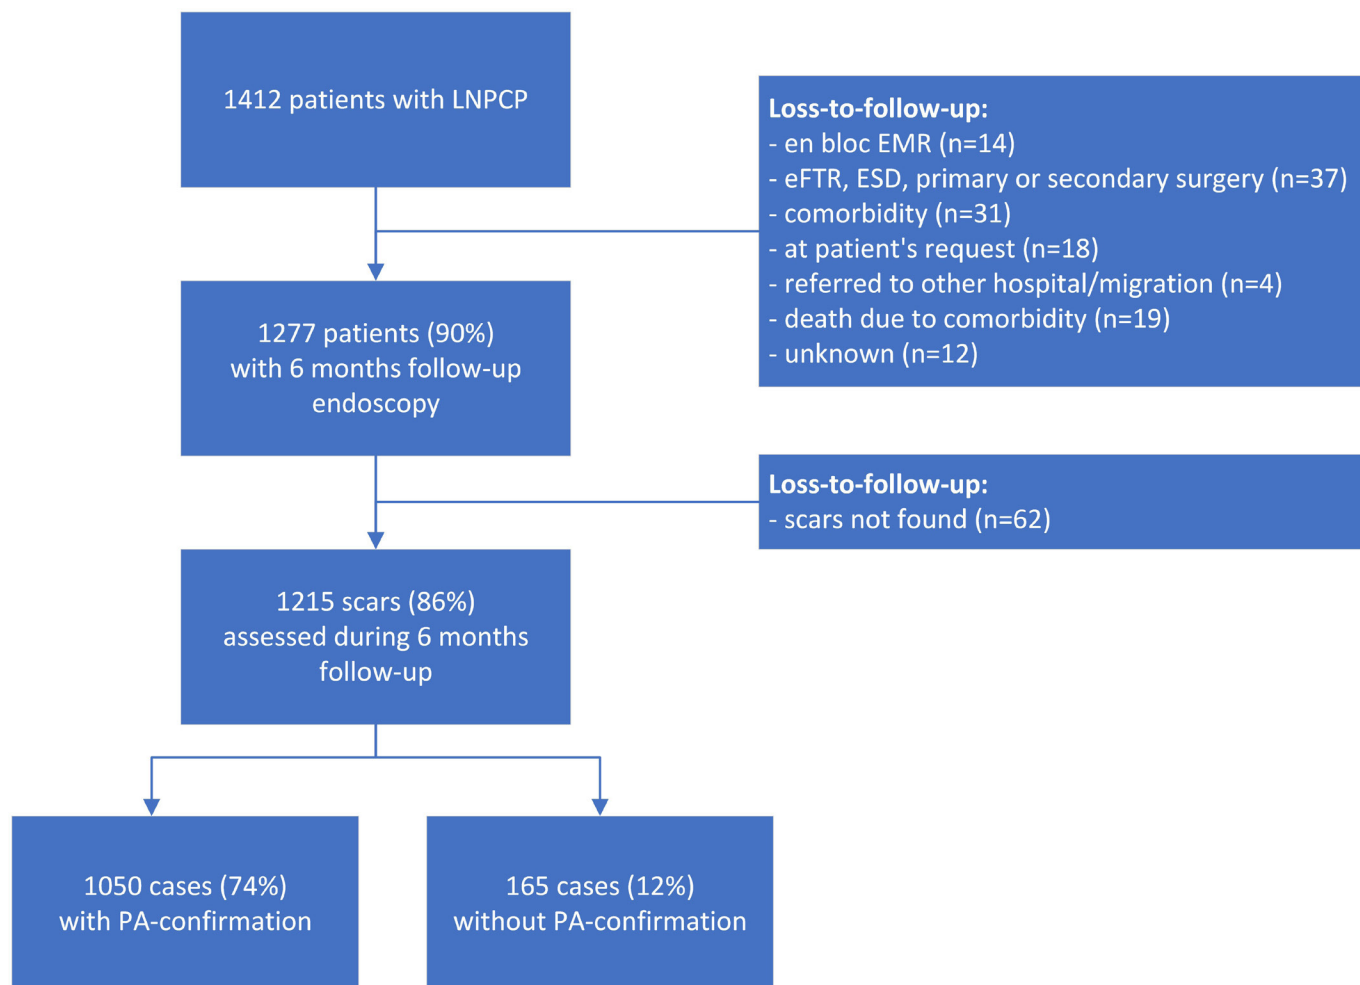 1412 patients with LNPCP
Loss-to-follow-up:
- en bloc EMR (n=14)
- eFTR, ESD, primary or secondary surgery (n=37)
- comorbidity (n=31)
- at patient's request (n=18)
- referred to other hospital/migration (n=4)
- death due to comorbidity (n=19)
- unknown (n=12)
1277 patients (90%)
with 6 months follow-up
endoscopy
Loss-to-follow-up:
- scars not found (n=62)
1215 scars (86%)
assessed during 6 months
follow-up
1050 cases (74%)
with PA-confirmation
165 cases (12%)
without PA-confirmation